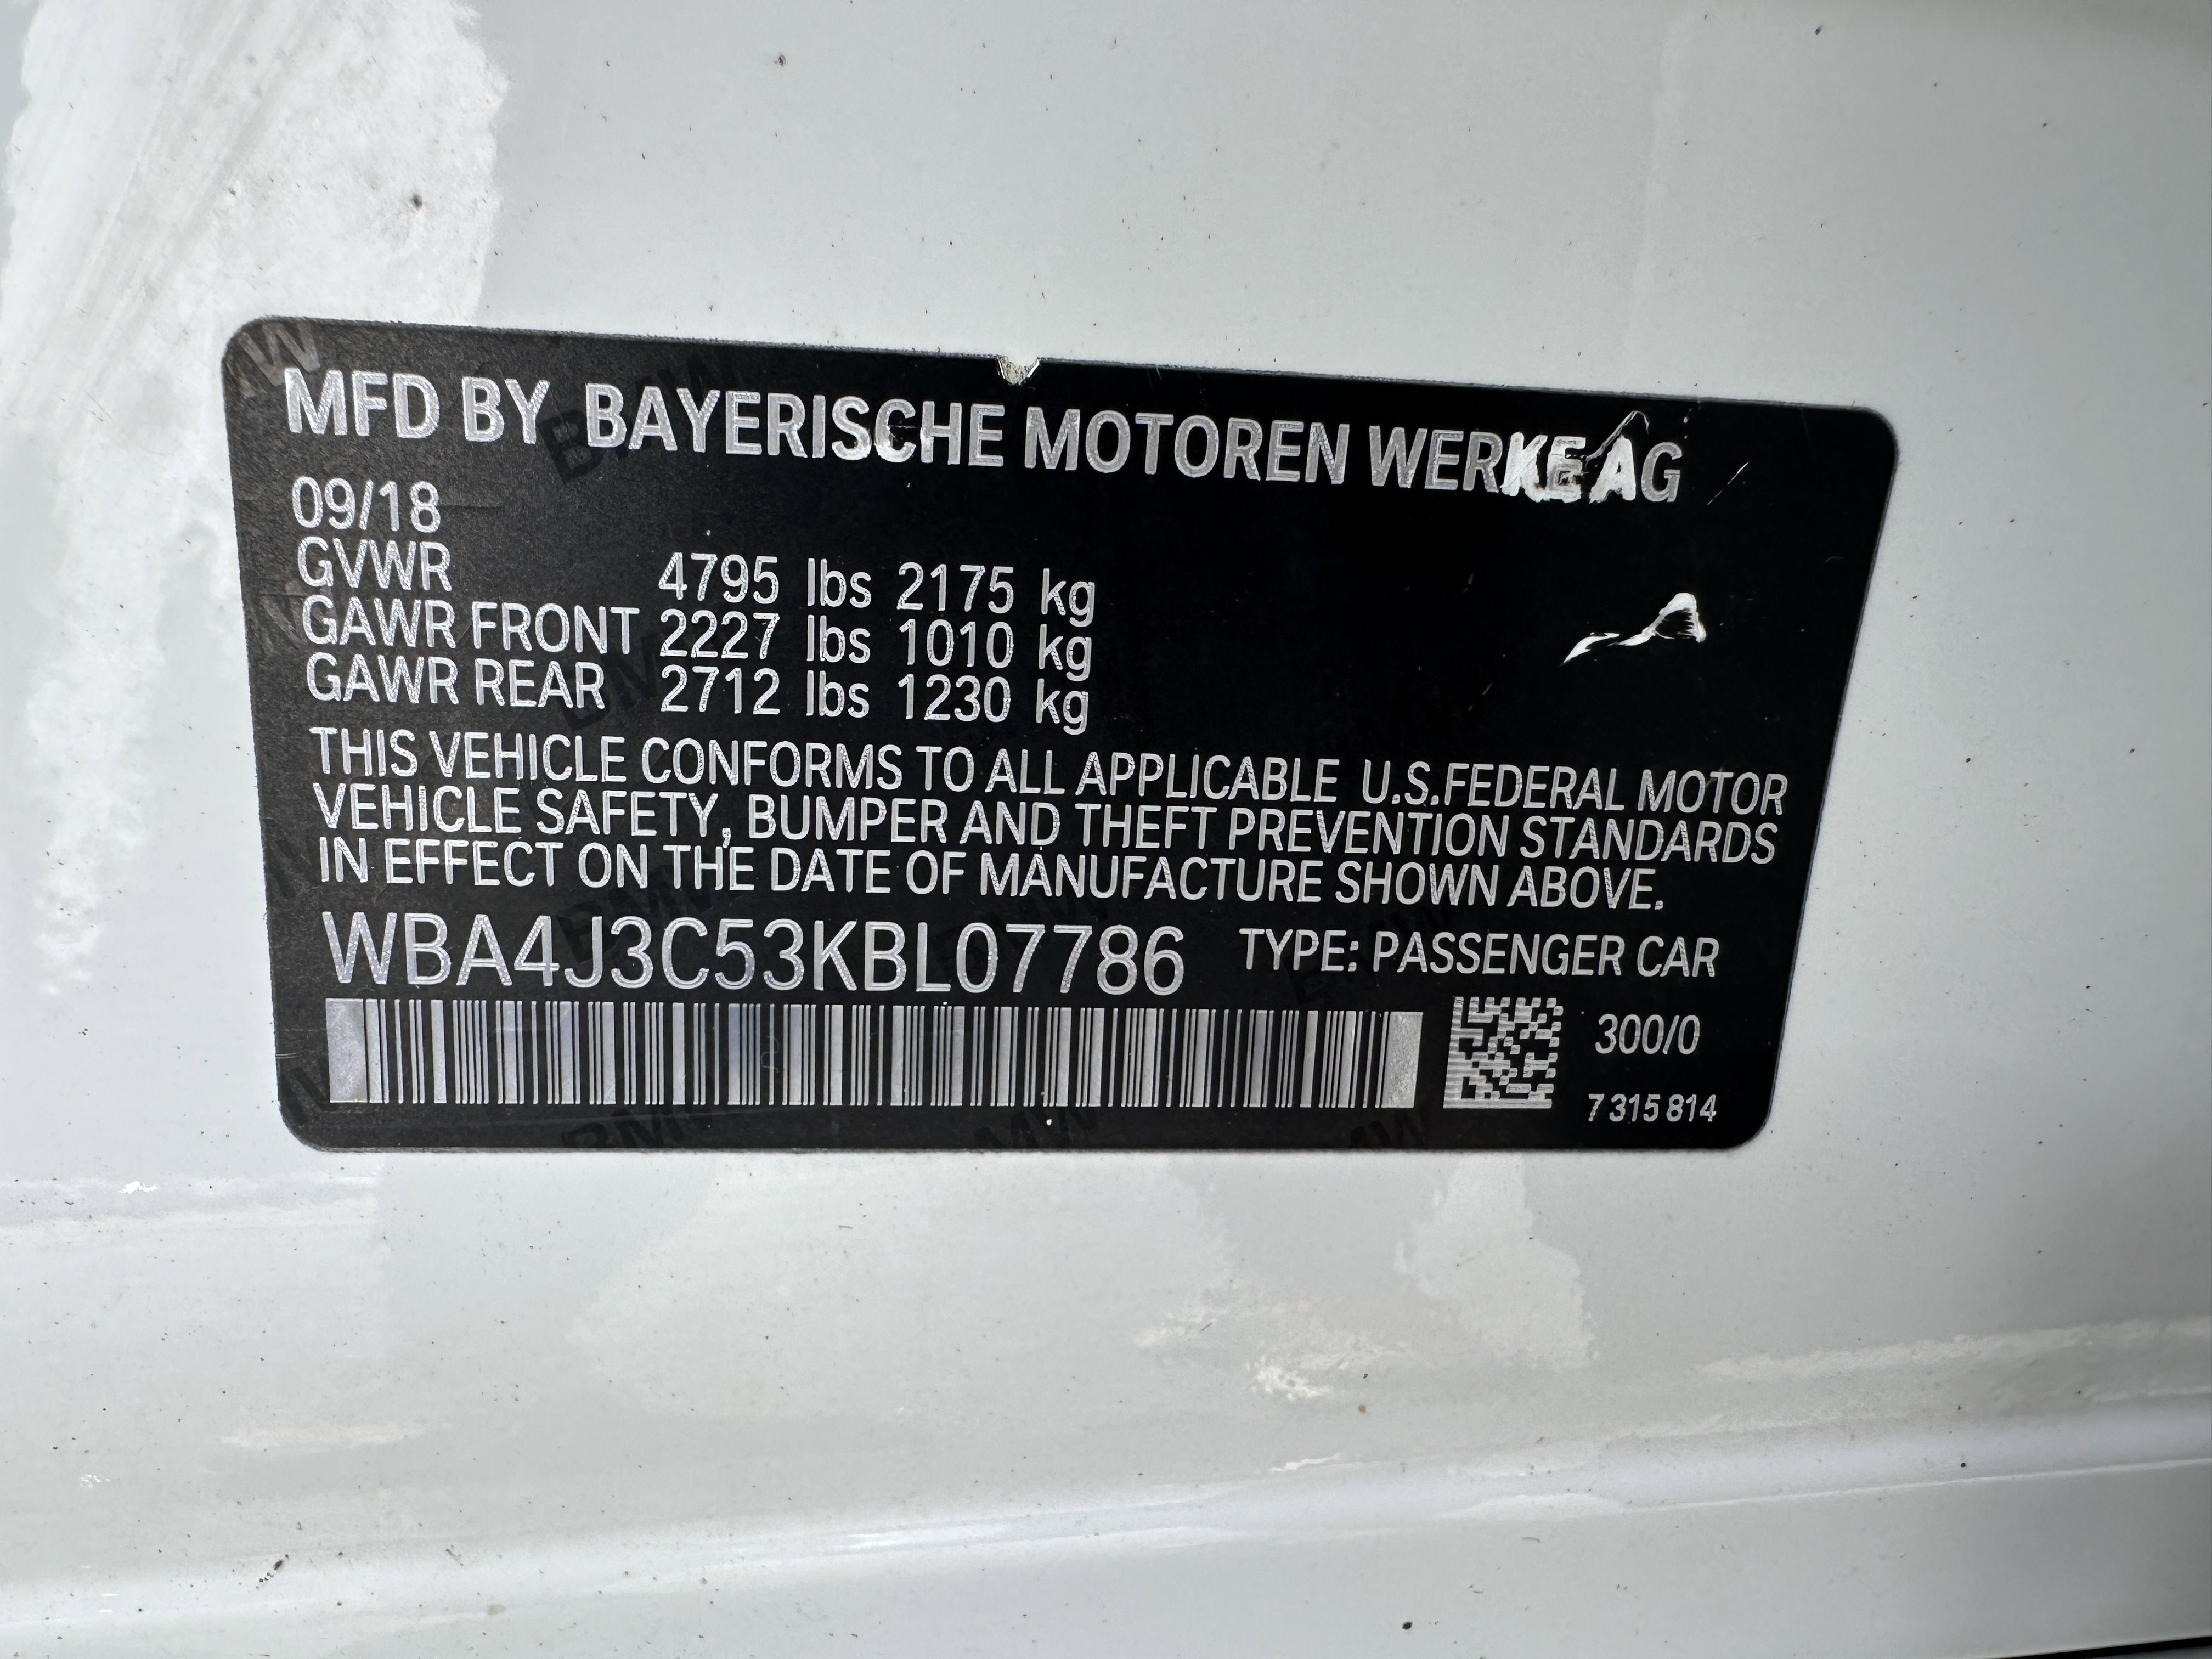 MFD BY BAYERISCHE MOTOREN WERKE AG
09/18
GVWR 4795 lbs 2175 kg
GAWR FRONT 2227 lbs 1010 kg
GAWR REAR 2712 lbs 1230 kg
THIS VEHICLE CONFORMS TO ALL APPLICABLE U.S.FEDERAL MOTOR
VEHICLE SAFETY, BUMPER AND THEFT PREVENTION STANDARDS
IN EFFECT ON THE DATE OF MANUFACTURE SHOWN ABOVE.
WBA4J3C53KBL07786 TYPE: PASSENGER CAR
300/0
7 315 814